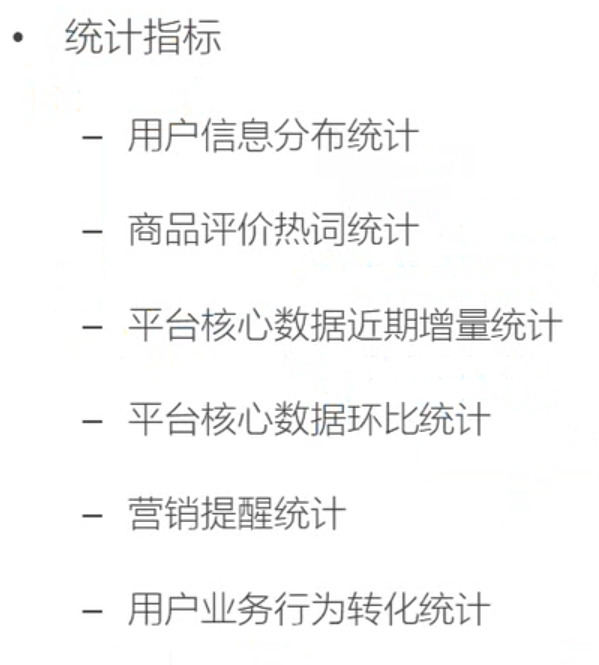 • 统计指标
– 用户信息分布统计
– 商品评价热词统计
– 平台核心数据近期增量统计
– 平台核心数据环比统计
– 营销提醒统计
– 用户业务行为转化统计